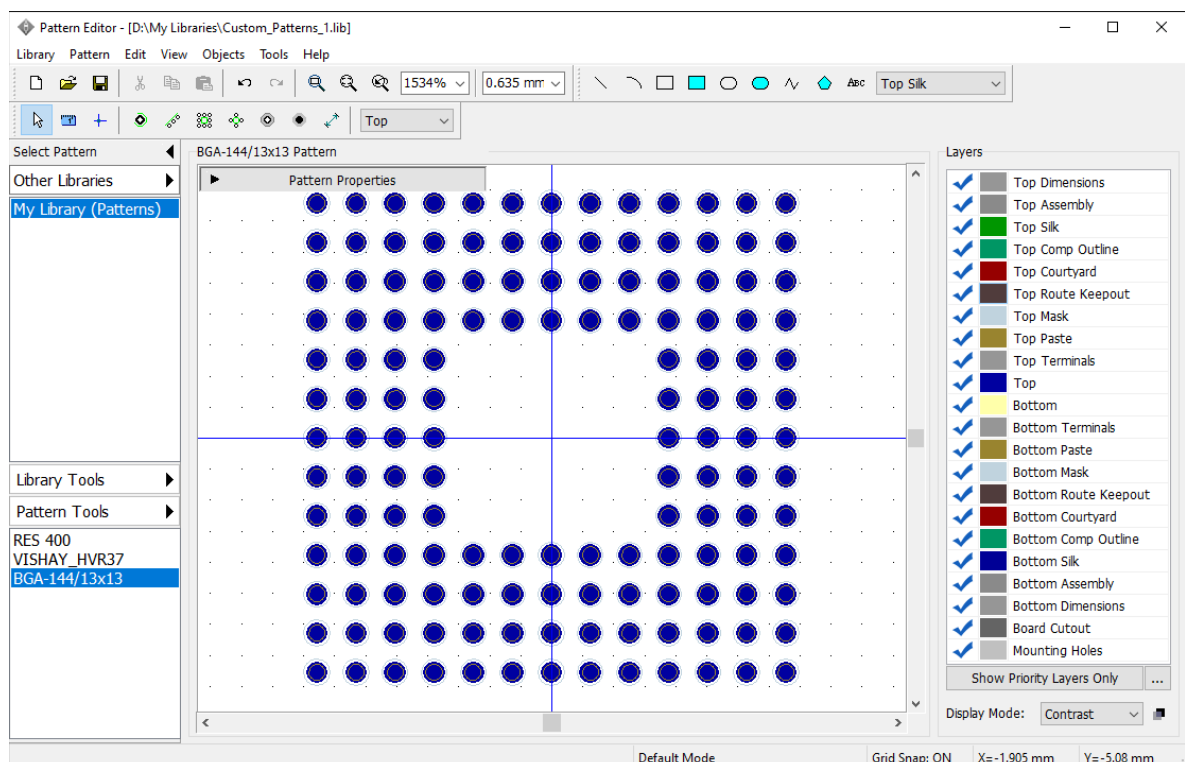 Pattern Editor - [D:\My Libraries\Custom_Patterns_1.lib]
Library Pattern Edit View Objects Tools Help
1534% 0.635 mm ABC Top Silk
Top
Select Pattern
Other Libraries
My Library (Patterns)
Library Tools
Pattern Tools
RES 400
VISHAY_HVR37
BGA-144/13x13
BGA-144/13x13 Pattern
Pattern Properties
Layers
Top Dimensions
Top Assembly
Top Silk
Top Comp Outline
Top Courtyard
Top Route Keepout
Top Mask
Top Paste
Top Terminals
Top
Bottom
Bottom Terminals
Bottom Paste
Bottom Mask
Bottom Route Keepout
Bottom Courtyard
Bottom Comp Outline
Bottom Silk
Bottom Assembly
Bottom Dimensions
Board Cutout
Mounting Holes
Show Priority Layers Only ...
Display Mode: Contrast
Default Mode Grid Snap: ON X=-1.905 mm Y=-5.08 mm